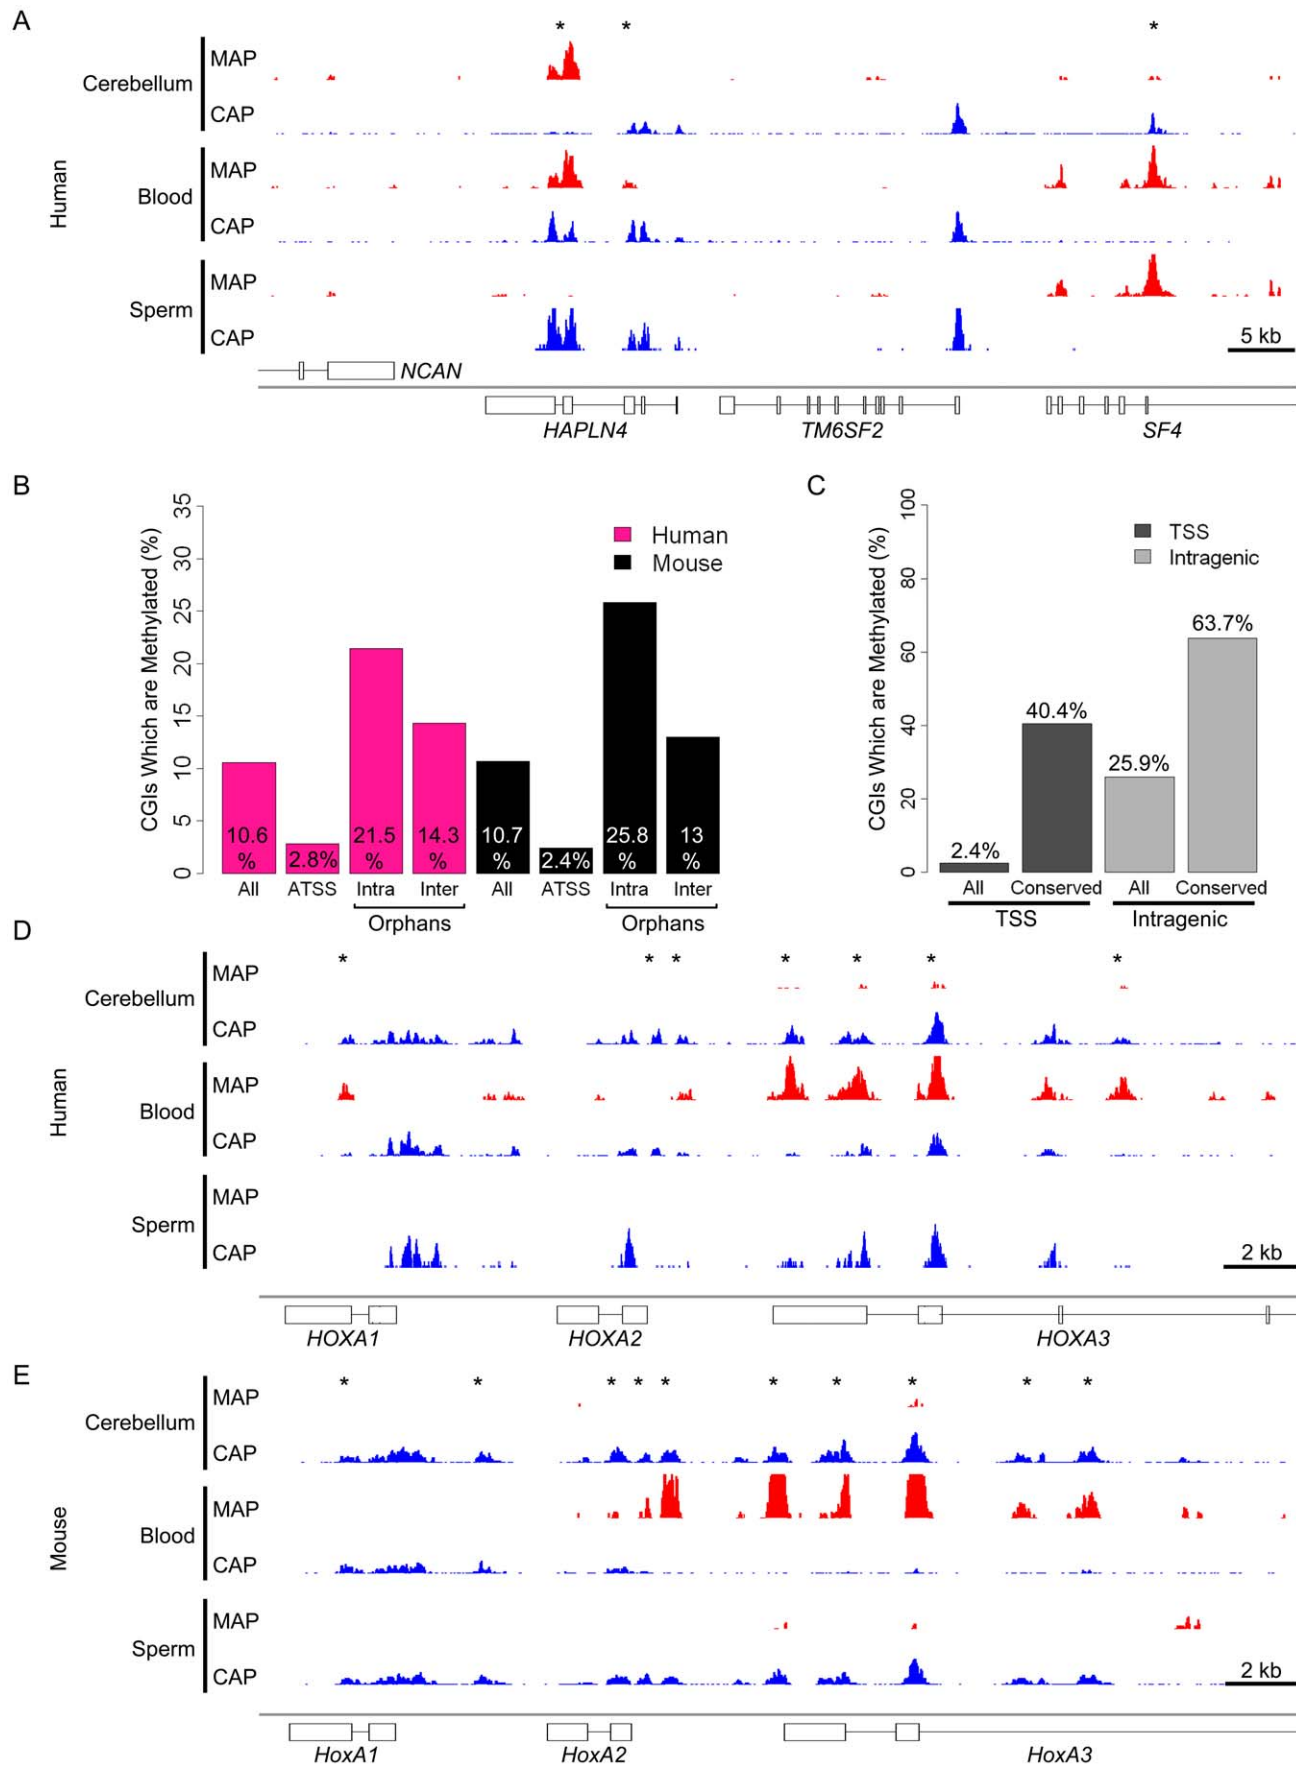 A
* * *
Human
Cerebellum
MAP
CAP
Blood
MAP
CAP
Sperm
MAP
CAP
5 kb
NCAN
HAPLN4 TM6SF2 SF4
B
CGIs Which are Methylated (%)
35
30
25
20
15
10
5
0
Human
Mouse
10.6 %
2.8%
21.5 %
14.3 %
10.7 %
2.4%
25.8 %
13 %
All ATSS Intra Inter All ATSS Intra Inter
Orphans Orphans
C
CGIs Which are Methylated (%)
100
80
60
40
20
0
TSS
Intragenic
2.4%
40.4%
25.9%
63.7%
All Conserved All Conserved
TSS Intragenic
D
* * * * * * *
Human
Cerebellum
MAP
CAP
Blood
MAP
CAP
Sperm
MAP
CAP
2 kb
HOXA1 HOXA2 HOXA3
E
* * * * * * * * * *
Mouse
Cerebellum
MAP
CAP
Blood
MAP
CAP
Sperm
MAP
CAP
2 kb
HoxA1 HoxA2 HoxA3